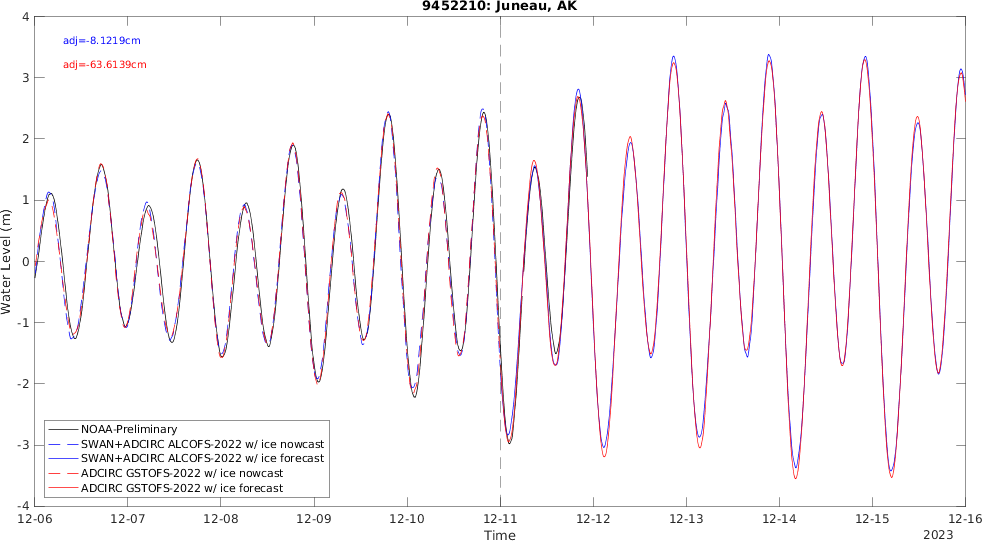 9452210: Juneau, AK
adj=-8.1219cm
adj=-63.6139cm
4
3
2
1
0
-1
-2
-3
-4
Water Level (m)
NOAA-Preliminary
SWAN+ADCIRC ALCOFS-2022 w/ ice nowcast
SWAN+ADCIRC ALCOFS-2022 w/ ice forecast
ADCIRC GSTOFS-2022 w/ ice nowcast
ADCIRC GSTOFS-2022 w/ ice forecast
12-06 12-07 12-08 12-09 12-10 12-11 12-12 12-13 12-14 12-15 12-16
Time
2023